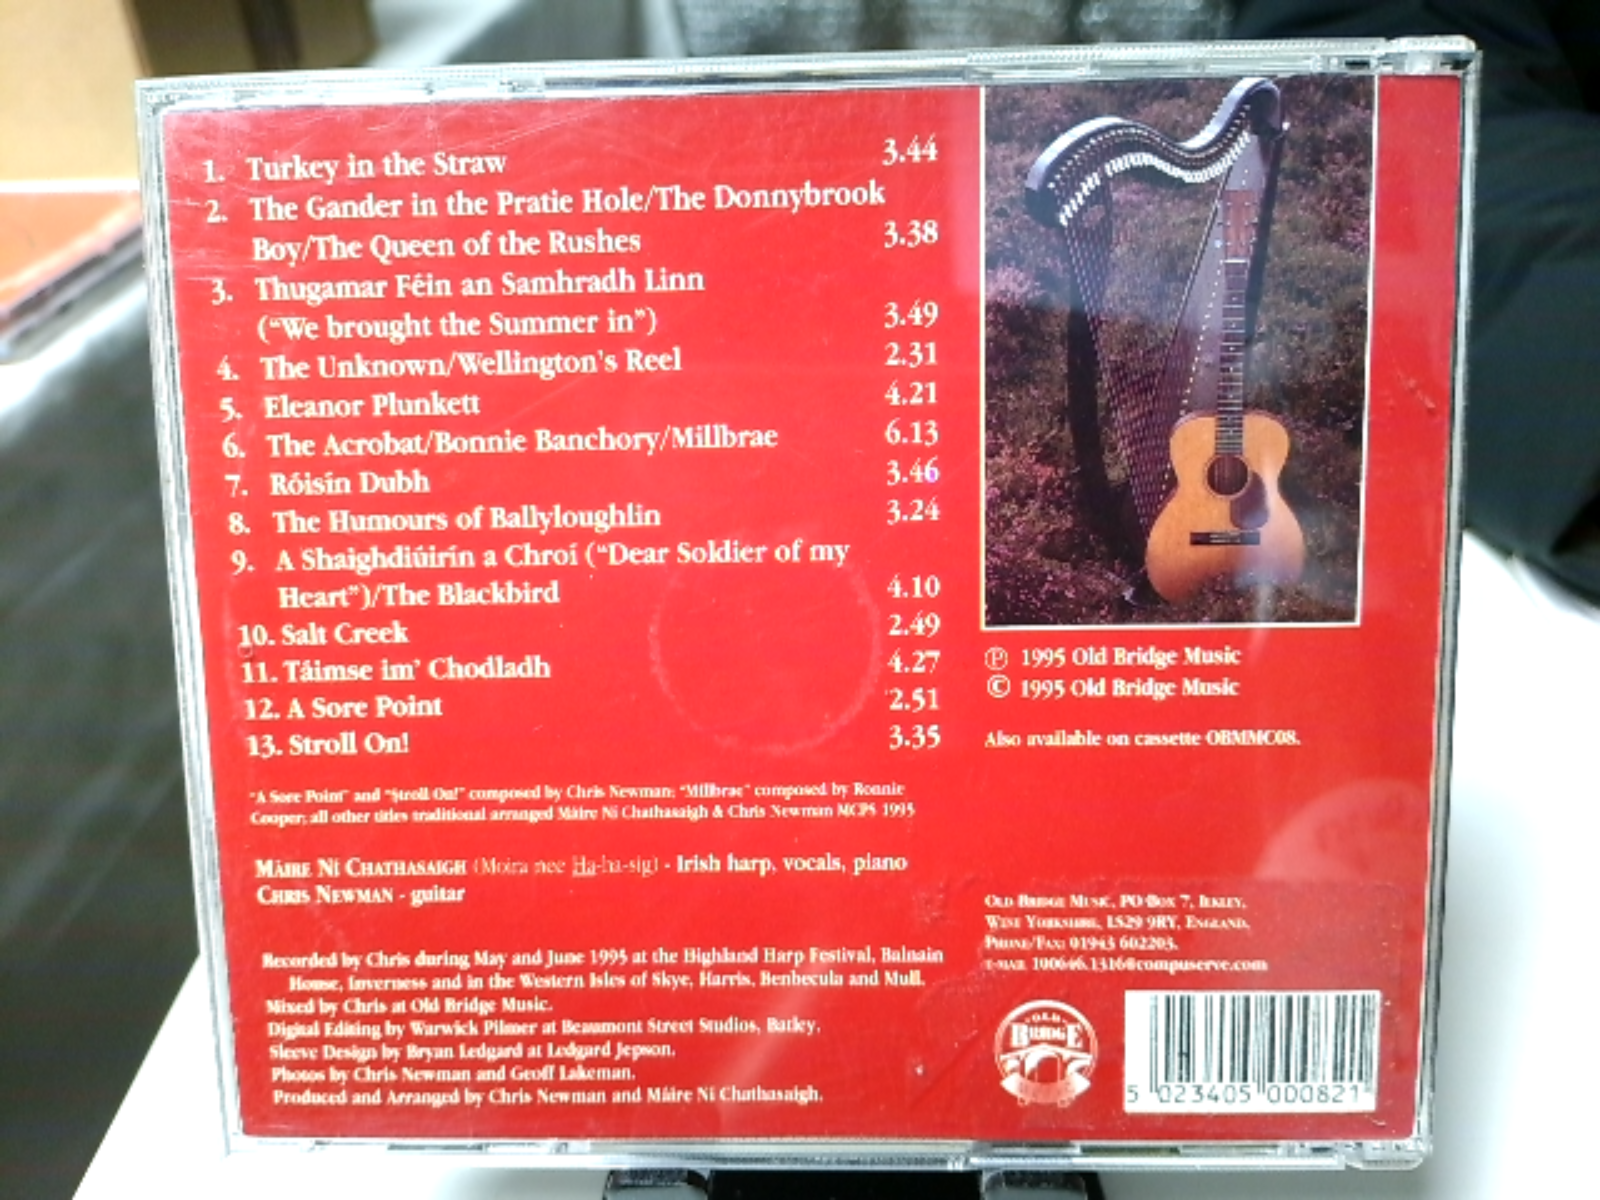 1. Turkey in the Straw 3.44
2. The Gander in the Pratie Hole/The Donnybrook
Boy/The Queen of the Rushes 3.38
3. Thugamar Féin an Samhradh Linn
("We brought the Summer in") 3.49
4. The Unknown/Wellington's Reel 2.31
5. Eleanor Plunkett 4.21
6. The Acrobat/Bonnie Banchory/Millbrae 6.13
7. Róisín Dubh 3.46
8. The Humours of Ballyloughlin 3.24
9. A Shaighdiúirín a Chroí ("Dear Soldier of my
Heart")/The Blackbird 4.10
10. Salt Creek 2.49
11. Táimse im' Chodladh 4.27
12. A Sore Point 2.51
13. Stroll On! 3.35
"A Sore Point" and "Stroll On!" composed by Chris Newman; "Millbrae" composed by Ronnie
Cooper; all other titles traditional arranged Máire Ní Chathasaigh & Chris Newman MCPS 1995
MÁIRE NÍ CHATHASAIGH (Moira nee Ha-ha-sig) - Irish harp, vocals, piano
CHRIS NEWMAN - guitar
Recorded by Chris during May and June 1995 at the Highland Harp Festival, Balnain
House, Inverness and in the Western Isles of Skye, Harris, Benbecula and Mull.
Mixed by Chris at Old Bridge Music.
Digital Editing by Warwick Pilmer at Beaumont Street Studios, Batley.
Sleeve Design by Bryan Ledgard at Ledgard Jepson.
Photos by Chris Newman and Geoff Lakeman.
Produced and Arranged by Chris Newman and Máire Ní Chathasaigh.
℗ 1995 Old Bridge Music
© 1995 Old Bridge Music
Also available on cassette OBMMC08.
OLD BRIDGE MUSIC, PO BOX 7, ILKLEY,
WEST YORKSHIRE, LS29 9RY, ENGLAND.
PHONE/FAX: 01943 602203.
E-MAIL 100646.1316@compuserve.com
OLD
BRIDGE
5 023405 000821